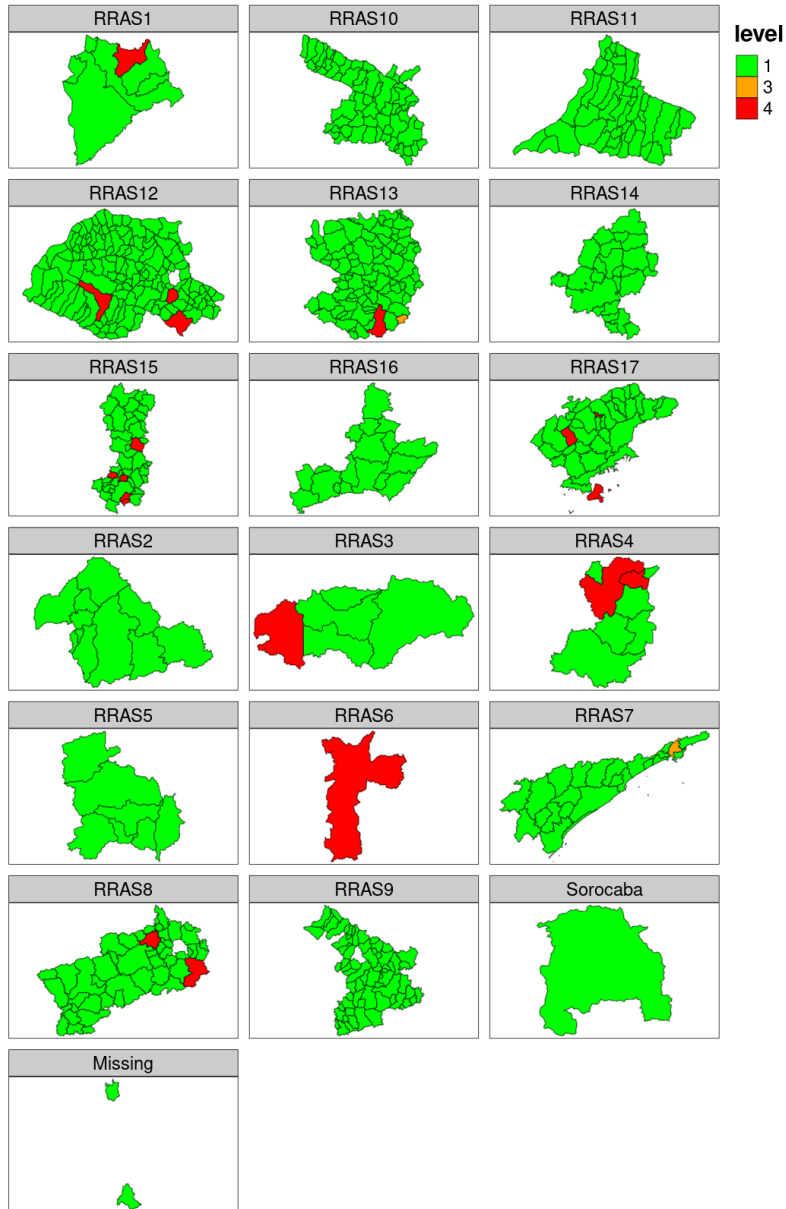 RRAS1 RRAS10 RRAS11
level
1
3
4
RRAS12 RRAS13 RRAS14
RRAS15 RRAS16 RRAS17
RRAS2 RRAS3 RRAS4
RRAS5 RRAS6 RRAS7
RRAS8 RRAS9 Sorocaba
Missing